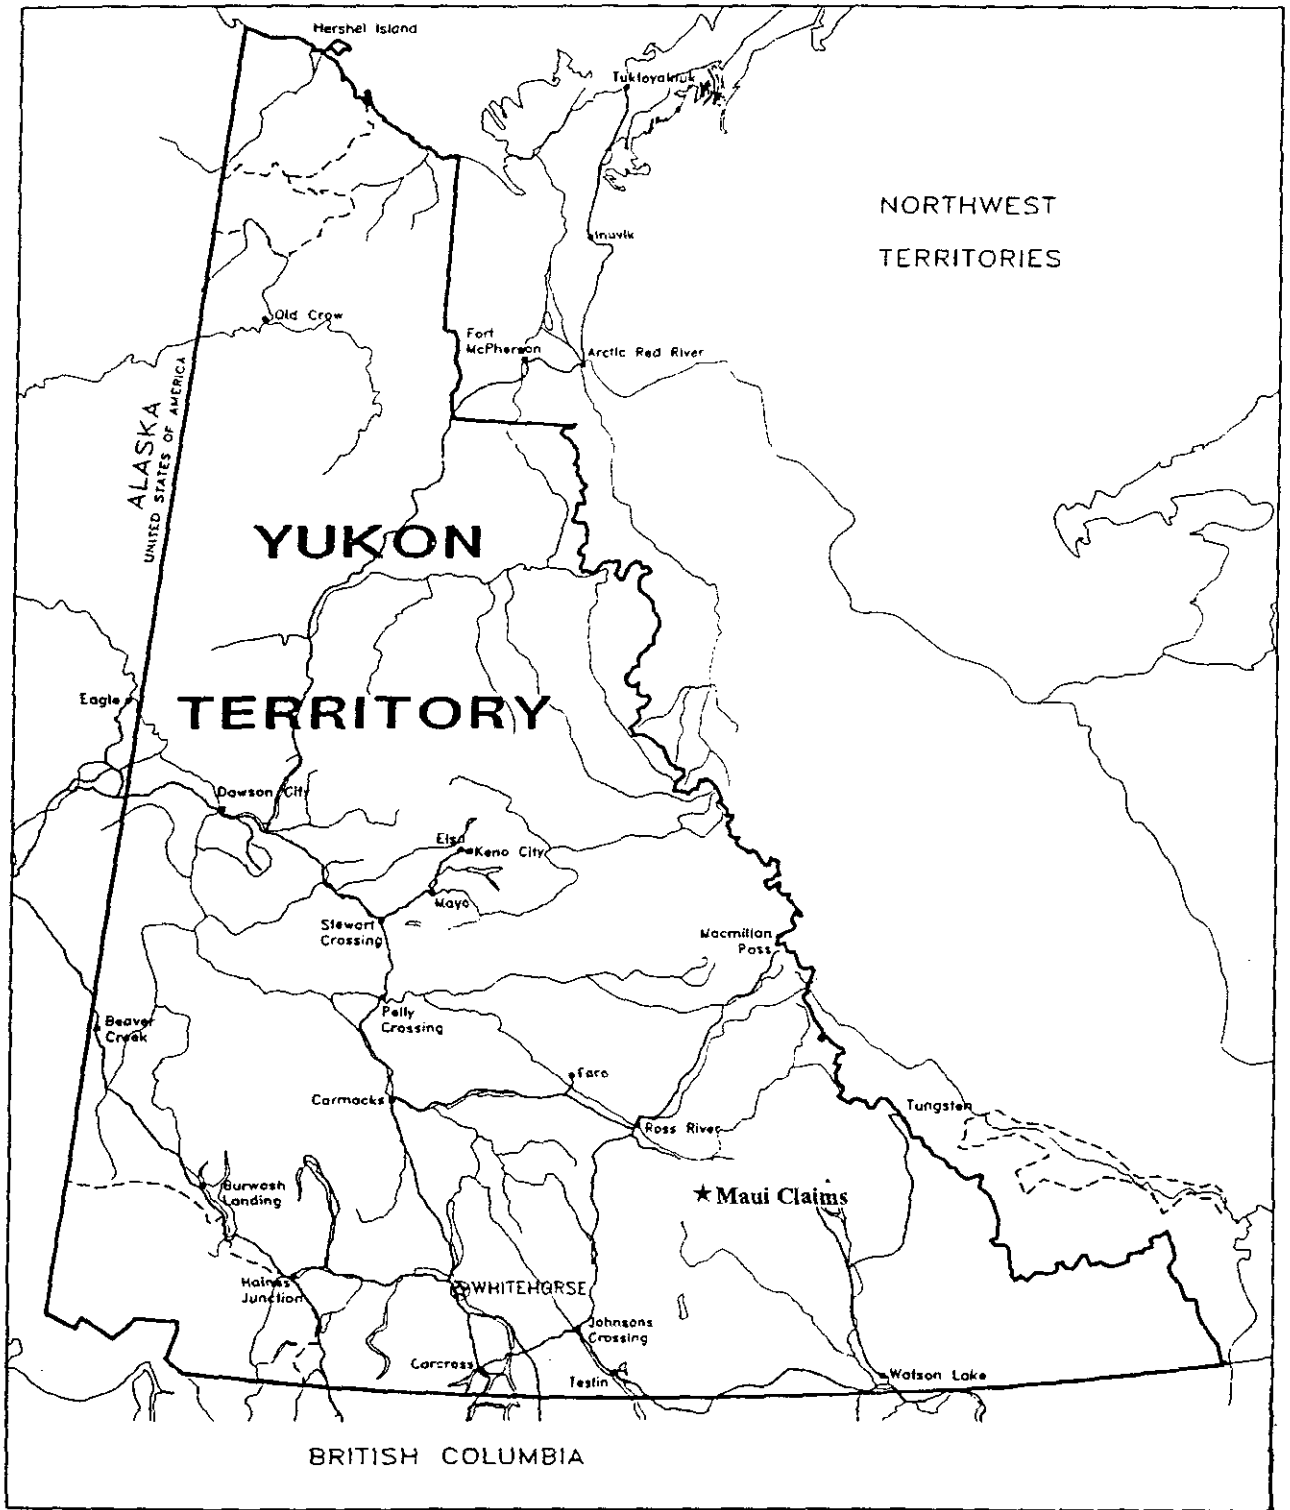 Hershel Island
Tuktoyaktuk
NORTHWEST
TERRITORIES
Inuvik
Old Crow
Fort
McPherson
Arctic Red River
ALASKA
UNITED STATES OF AMERICA
YUKON
TERRITORY
Eagle
Dawson City
Elsa
Keno City
Mayo
Stewart
Crossing
Macmillan
Pass
Pelly
Crossing
Beaver
Creek
Faro
Carmacks
Tungsten
Ross River
Burwash
Landing
★ Maui Claims
Haines
Junction
WHITEHORSE
Johnsons
Crossing
Carcross
Teslin
Watson Lake
BRITISH COLUMBIA